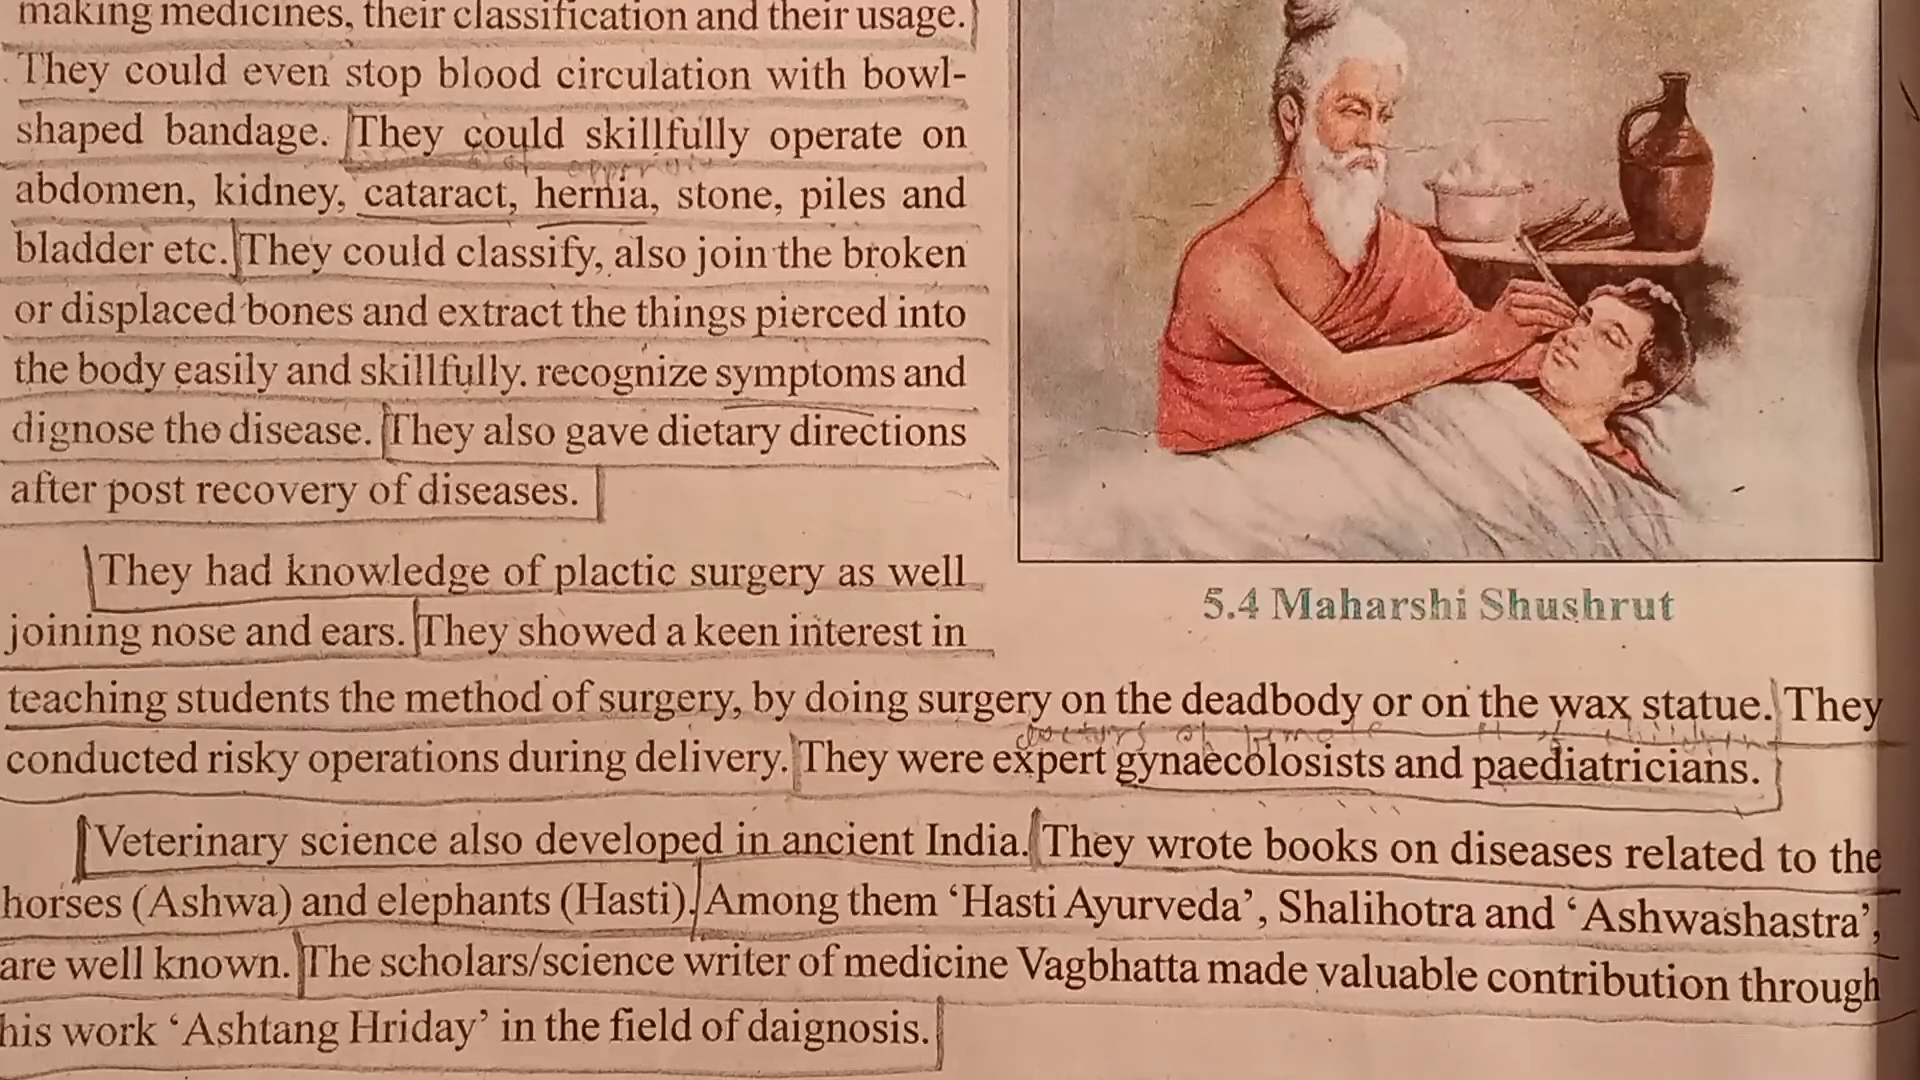 making medicines, their classification and their usage.
They could even stop blood circulation with bowl-
shaped bandage. They could skillfully operate on
abdomen, kidney, cataract, hernia, stone, piles and
bladder etc. They could classify, also join the broken
or displaced bones and extract the things pierced into
the body easily and skillfully. recognize symptoms and
dignose the disease. They also gave dietary directions
after post recovery of diseases.
They had knowledge of plactic surgery as well
joining nose and ears. They showed a keen interest in
5.4 Maharshi Shushrut
teaching students the method of surgery, by doing surgery on the deadbody or on the wax statue. They
conducted risky operations during delivery. They were expert gynaecolosists and paediatricians.
Veterinary science also developed in ancient India. They wrote books on diseases related to the
horses (Ashwa) and elephants (Hasti). Among them ‘Hasti Ayurveda’, Shalihotra and ‘Ashwashastra’,
are well known. The scholars/science writer of medicine Vagbhatta made valuable contribution through
his work ‘Ashtang Hriday’ in the field of daignosis.